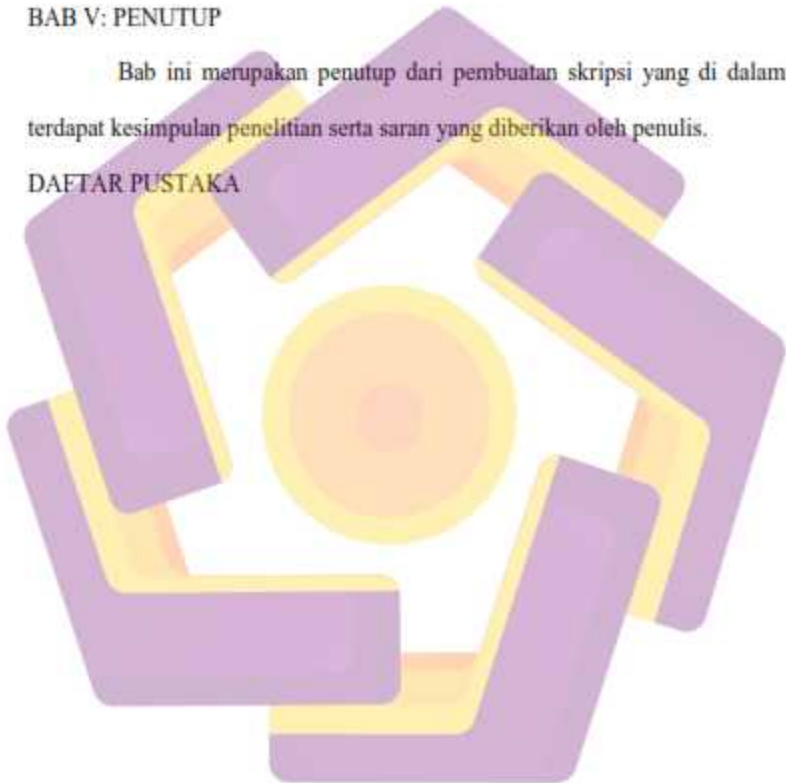 BAB V: PENUTUP
Bab ini merupakan penutup dari pembuatan skripsi yang di dalam
terdapat kesimpulan penelitian serta saran yang diberikan oleh penulis.
DAFTAR PUSTAKA